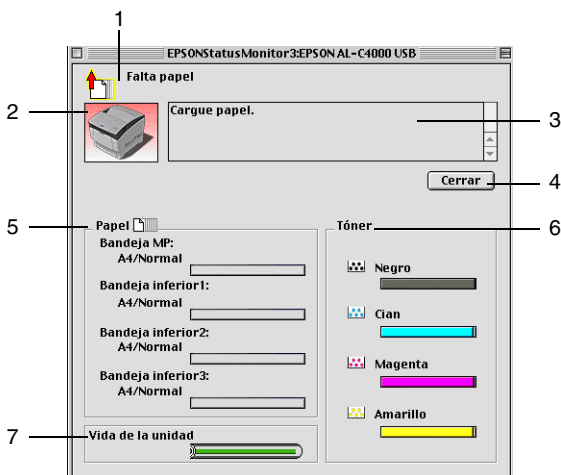 1
EPSONStatusMonitor3:EPSON AL-C4000 USB
Falta papel
2
Cargue papel.
3
Cerrar
4
5
Papel
Bandeja MP:
A4/Normal
Bandeja inferior1:
A4/Normal
Bandeja inferior2:
A4/Normal
Bandeja inferior3:
A4/Normal
Tóner
6
Negro
Cian
Magenta
Amarillo
7
Vida de la unidad